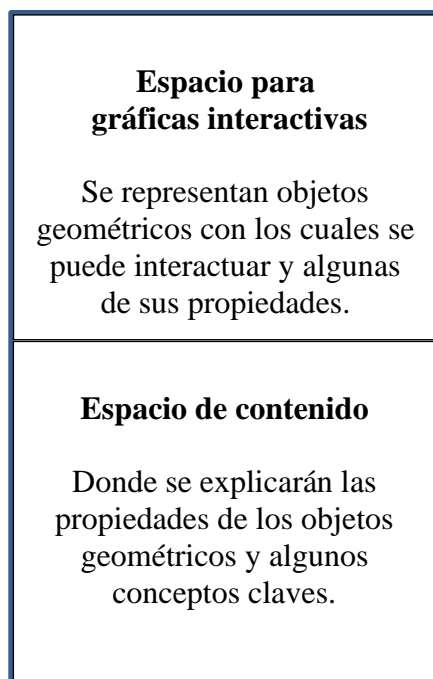 Espacio para
gráficas interactivas
Se representan objetos
geométricos con los cuales se
puede interactuar y algunas
de sus propiedades.
Espacio de contenido
Donde se explicarán las
propiedades de los objetos
geométricos y algunos
conceptos claves.